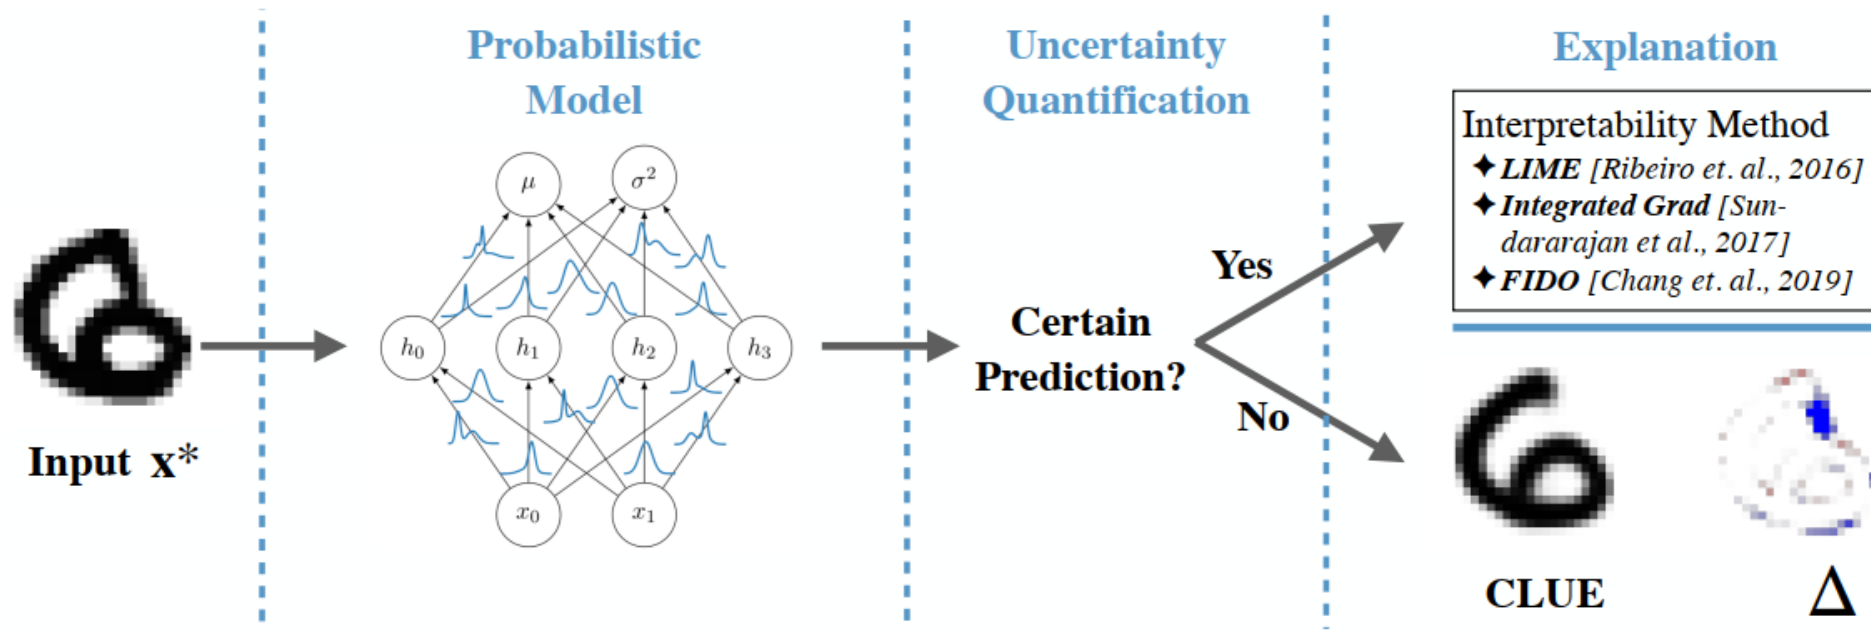 Probabilistic
Model
Uncertainty
Quantification
Explanation
Input x*
μ
σ²
h₀
h₁
h₂
h₃
x₀
x₁
Certain
Prediction?
Yes
No
Interpretability Method
✦LIME [Ribeiro et. al., 2016]
✦Integrated Grad [Sun-
dararajan et al., 2017]
✦FIDO [Chang et. al., 2019]
CLUE
Δ